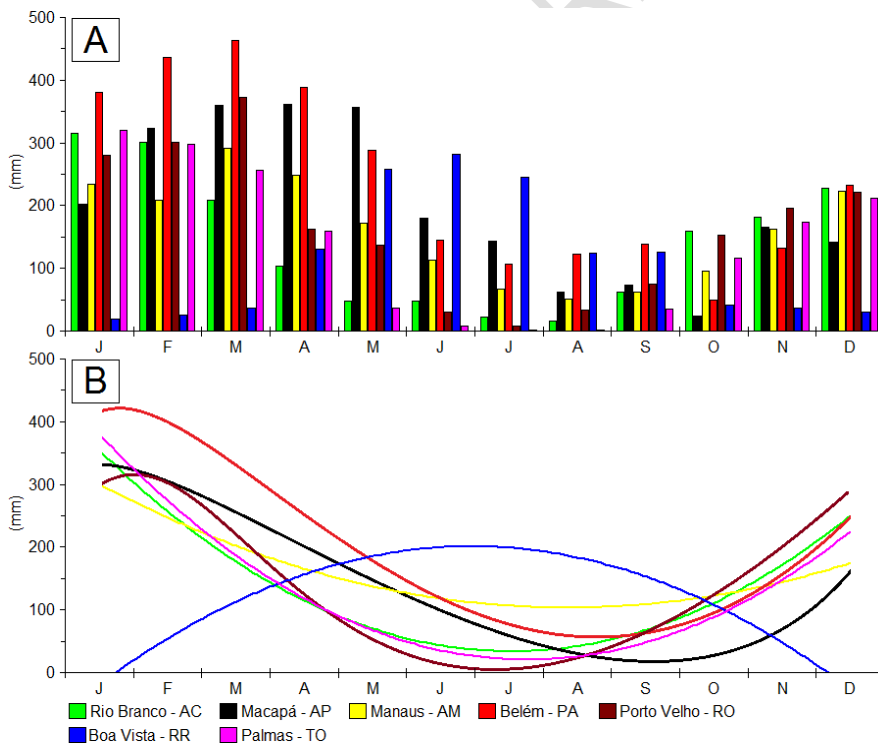 500
A
400
300
(mm)
200
100
0
J F M A M J J A S O N D
500
B
400
300
(mm)
200
100
0
J F M A M J J A S O N D
Rio Branco - AC Macapá - AP Manaus - AM Belém - PA Porto Velho - RO
Boa Vista - RR Palmas - TO